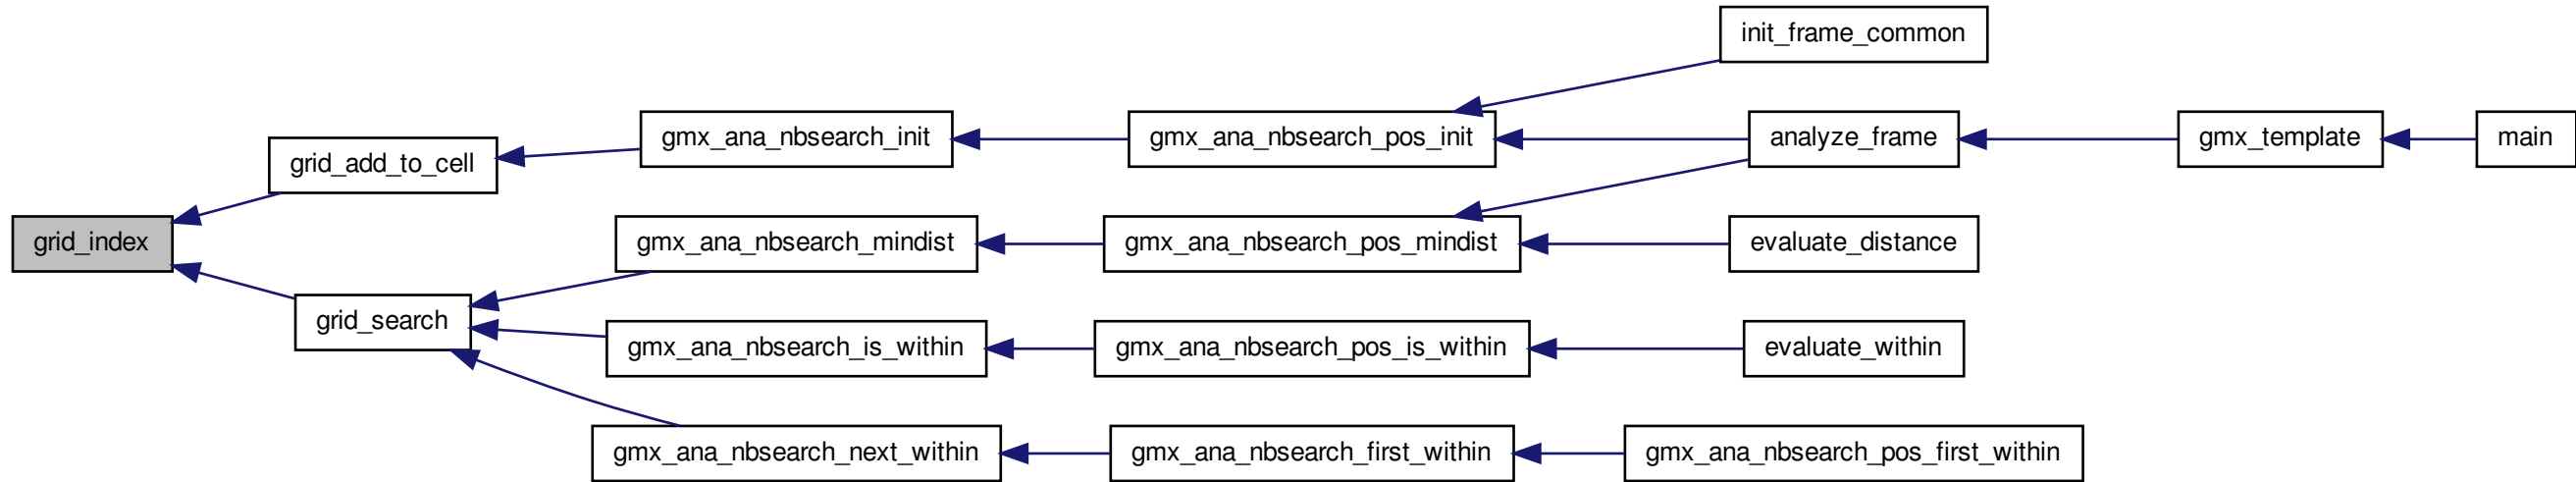 init_frame_common
gmx_ana_nbsearch_init
gmx_ana_nbsearch_pos_init
analyze_frame
gmx_template
main
grid_add_to_cell
grid_index
gmx_ana_nbsearch_mindist
gmx_ana_nbsearch_pos_mindist
evaluate_distance
grid_search
gmx_ana_nbsearch_is_within
gmx_ana_nbsearch_pos_is_within
evaluate_within
gmx_ana_nbsearch_next_within
gmx_ana_nbsearch_first_within
gmx_ana_nbsearch_pos_first_within